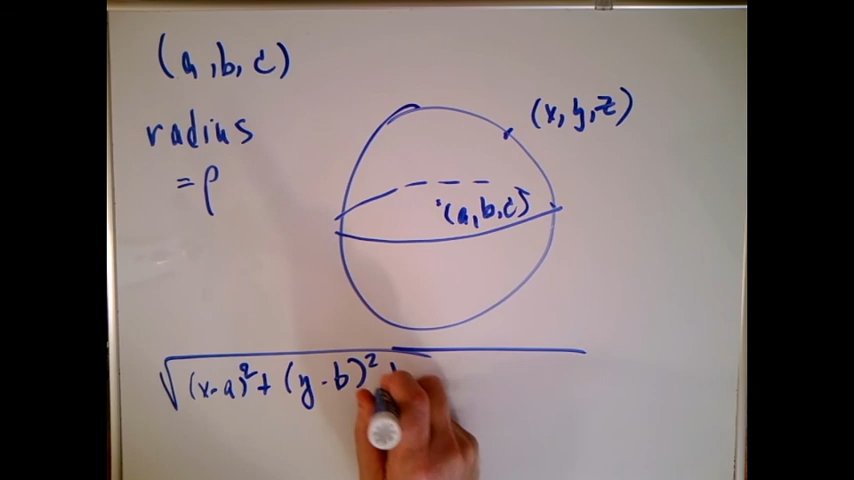 (a, b, c)
radius
= ρ
(x, y, z)
(a, b, c)
√(x-a)² + (y-b)² +